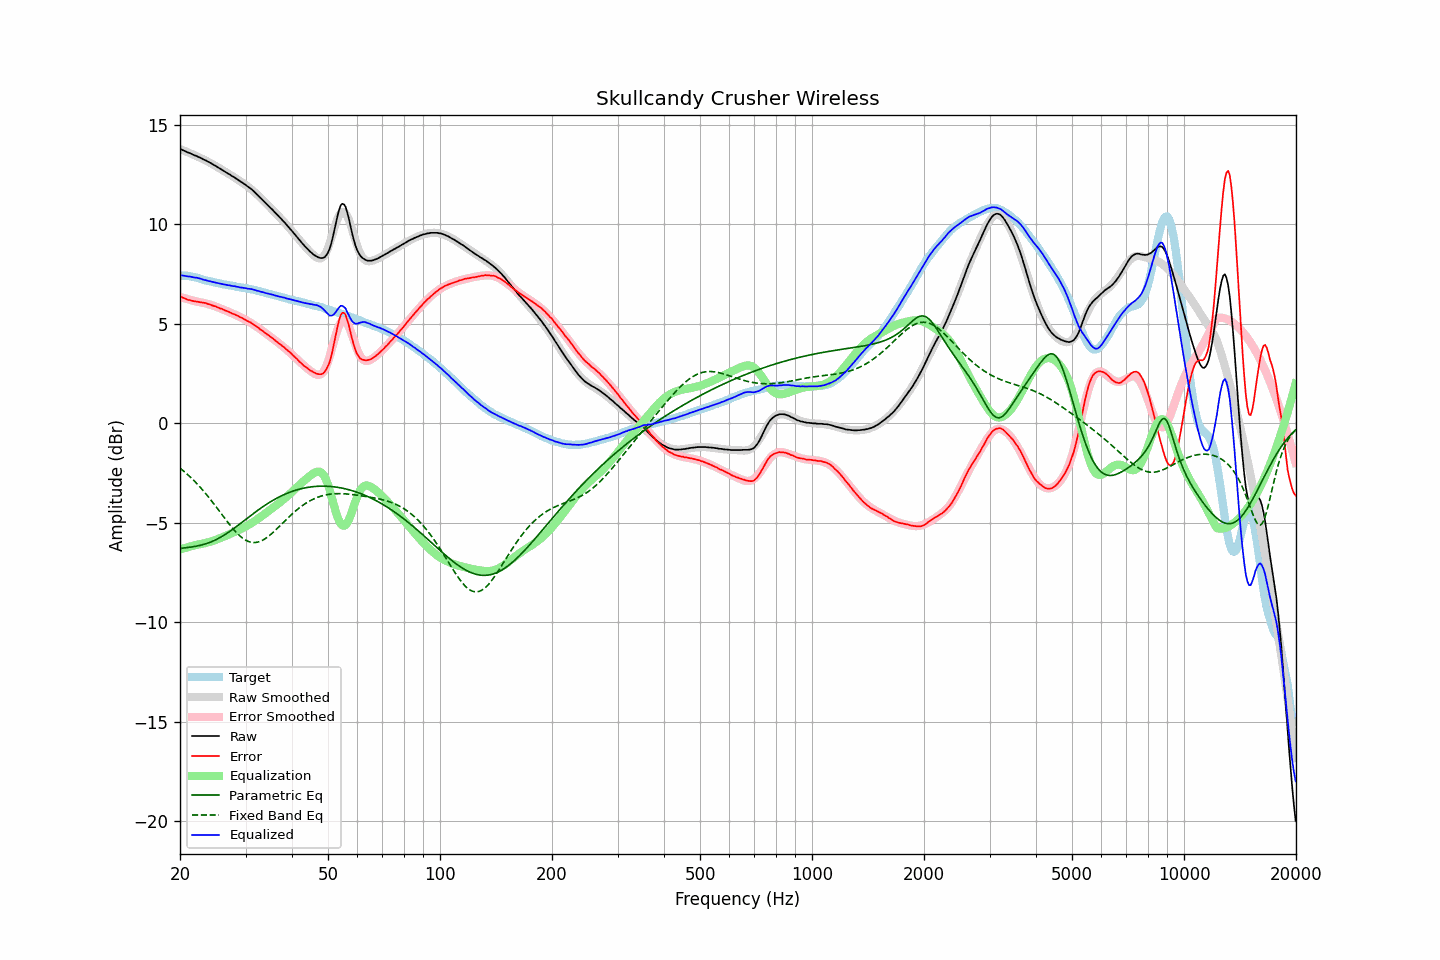 Skullcandy Crusher Wireless
Amplitude (dBr)
15
10
5
0
−5
−10
−15
−20
Target
Raw Smoothed
Error Smoothed
Raw
Error
Equalization
Parametric Eq
Fixed Band Eq
Equalized
20
50
100
200
500
1000
2000
5000
10000
20000
Frequency (Hz)